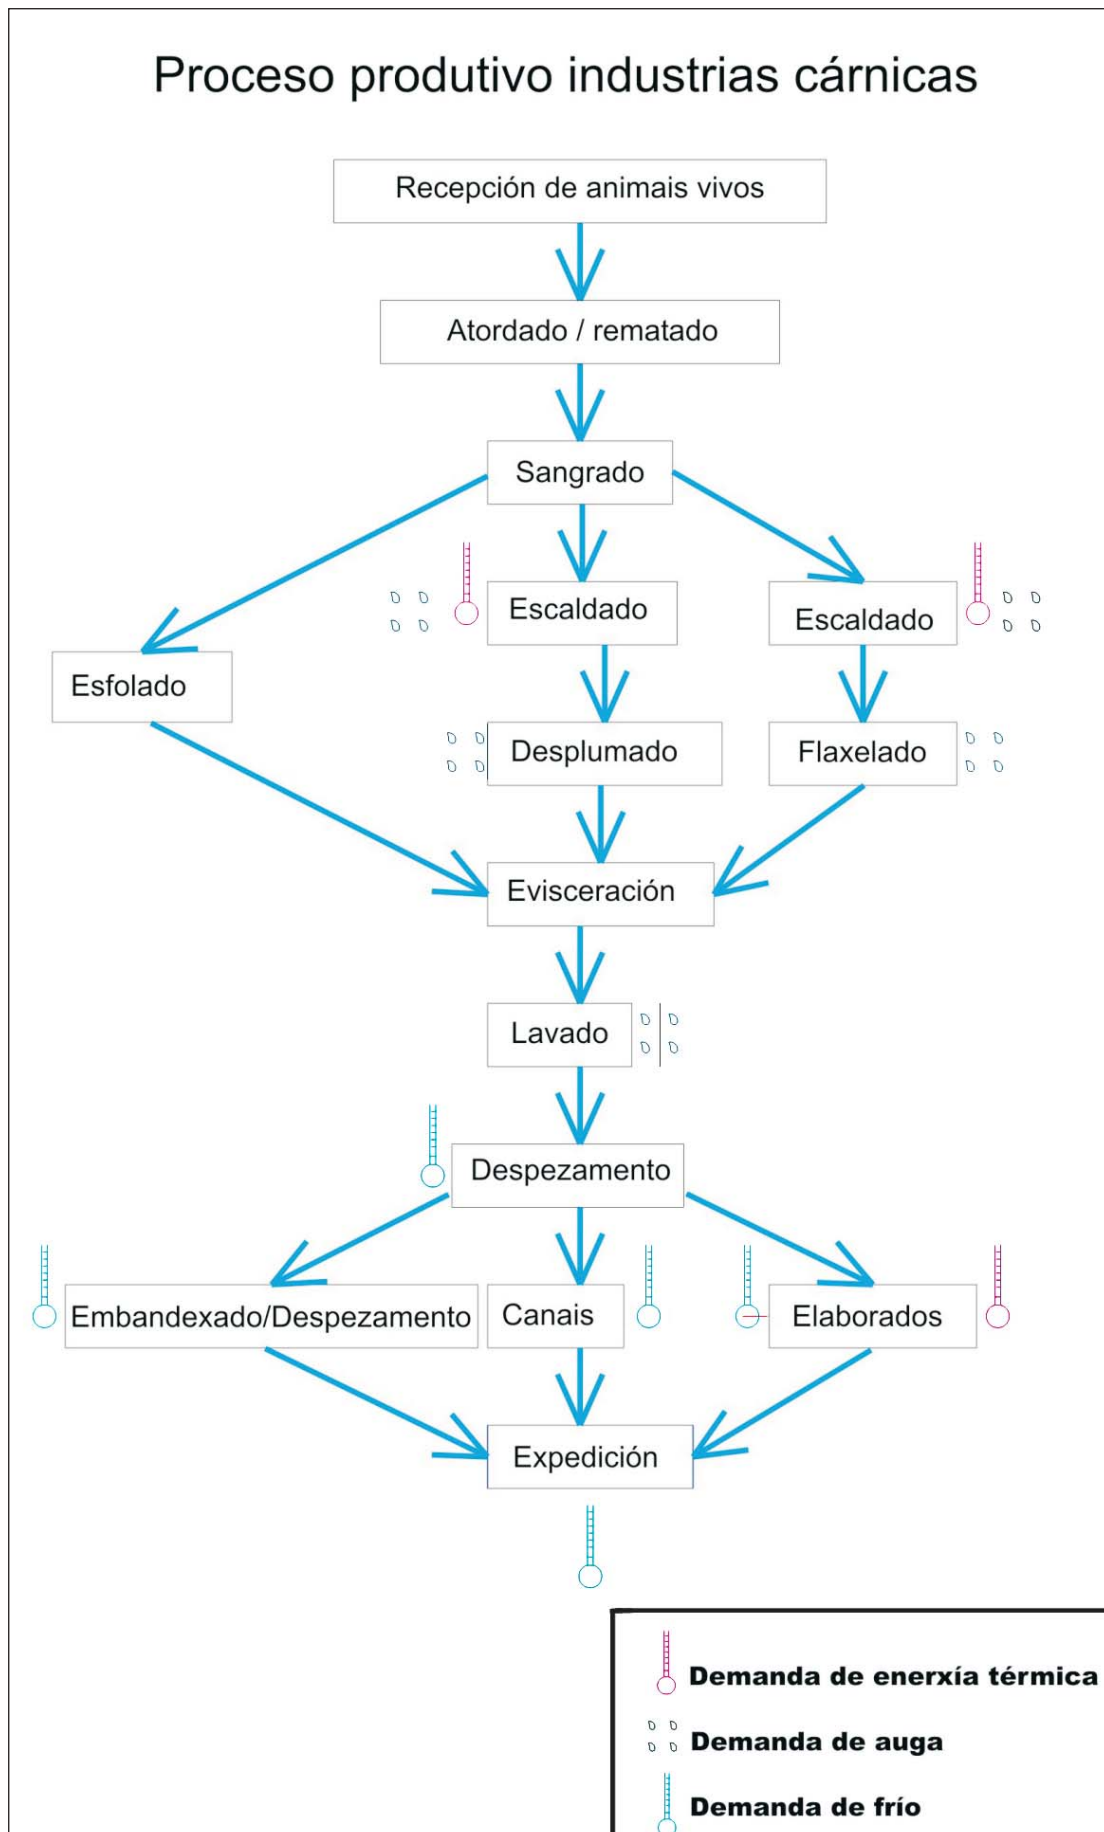 Proceso produtivo industrias cárnicas
Recepción de animais vivos
Atordado / rematado
Sangrado
Escaldado
Escaldado
Esfolado
Desplumado
Flaxelado
Evisceración
Lavado
Despezamento
Embandexado/Despezamento
Canais
Elaborados
Expedición
Demanda de enerxía térmica
Demanda de auga
Demanda de frío